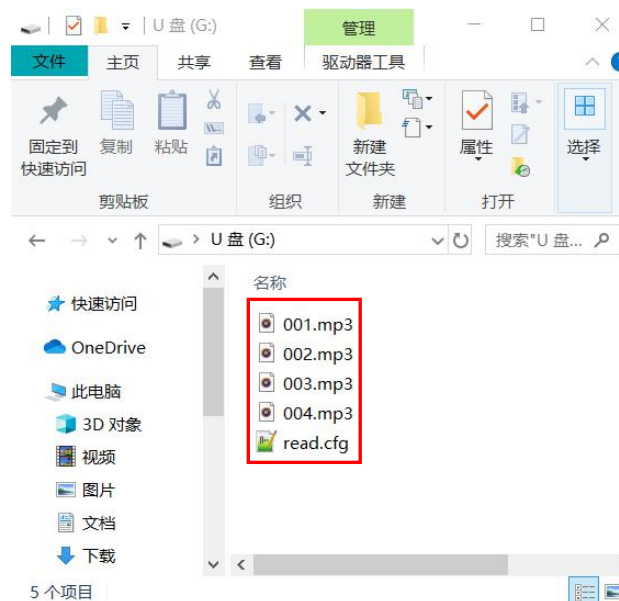 U 盘 (G:)
管理
文件
主页
共享
查看
驱动器工具
固定到
快速访问
复制
粘贴
新建
文件夹
属性
选择
剪贴板
组织
新建
打开
U 盘 (G:)
搜索"U 盘...
名称
快速访问
OneDrive
此电脑
3D 对象
视频
图片
文档
下载
001.mp3
002.mp3
003.mp3
004.mp3
read.cfg
5 个项目